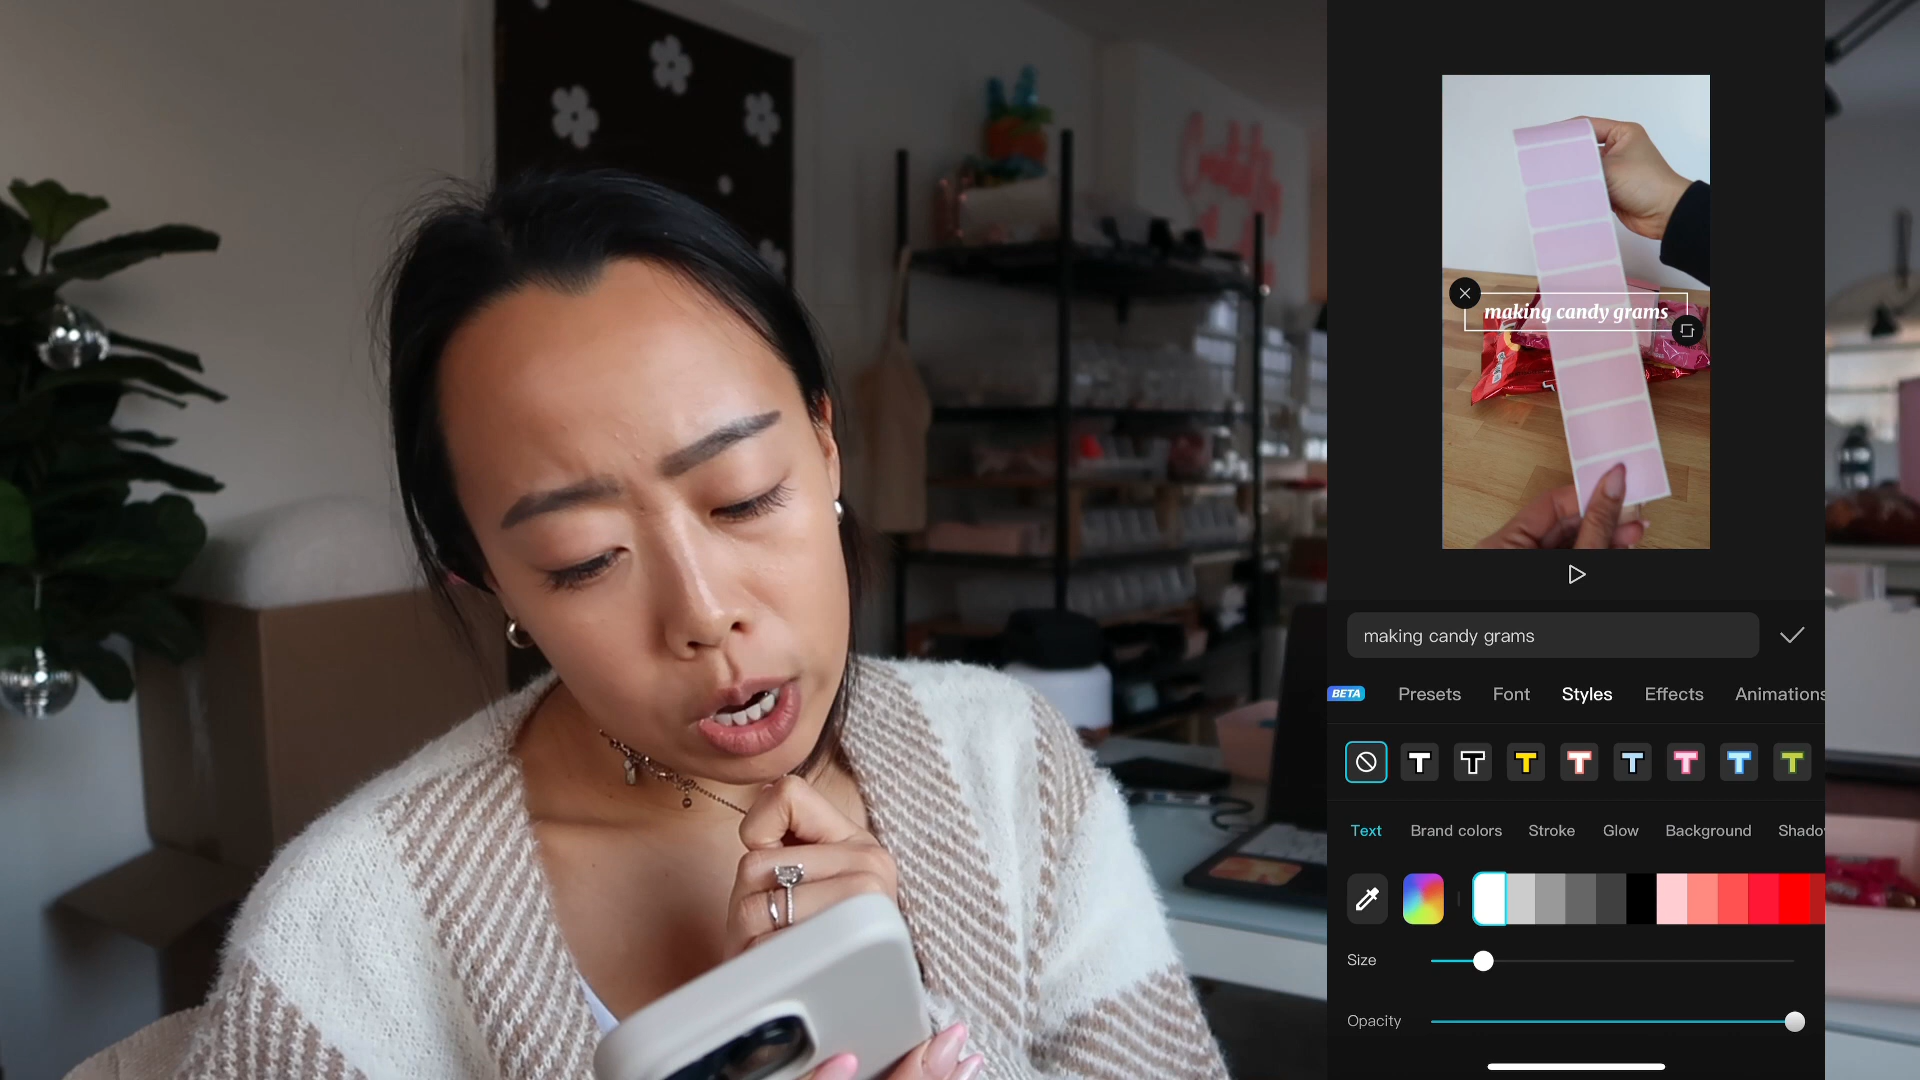 making candy grams
making candy grams
BETA Presets Font Styles Effects Animations
T T T T T T T T
Text Brand colors Stroke Glow Background Shado
Size
Opacity